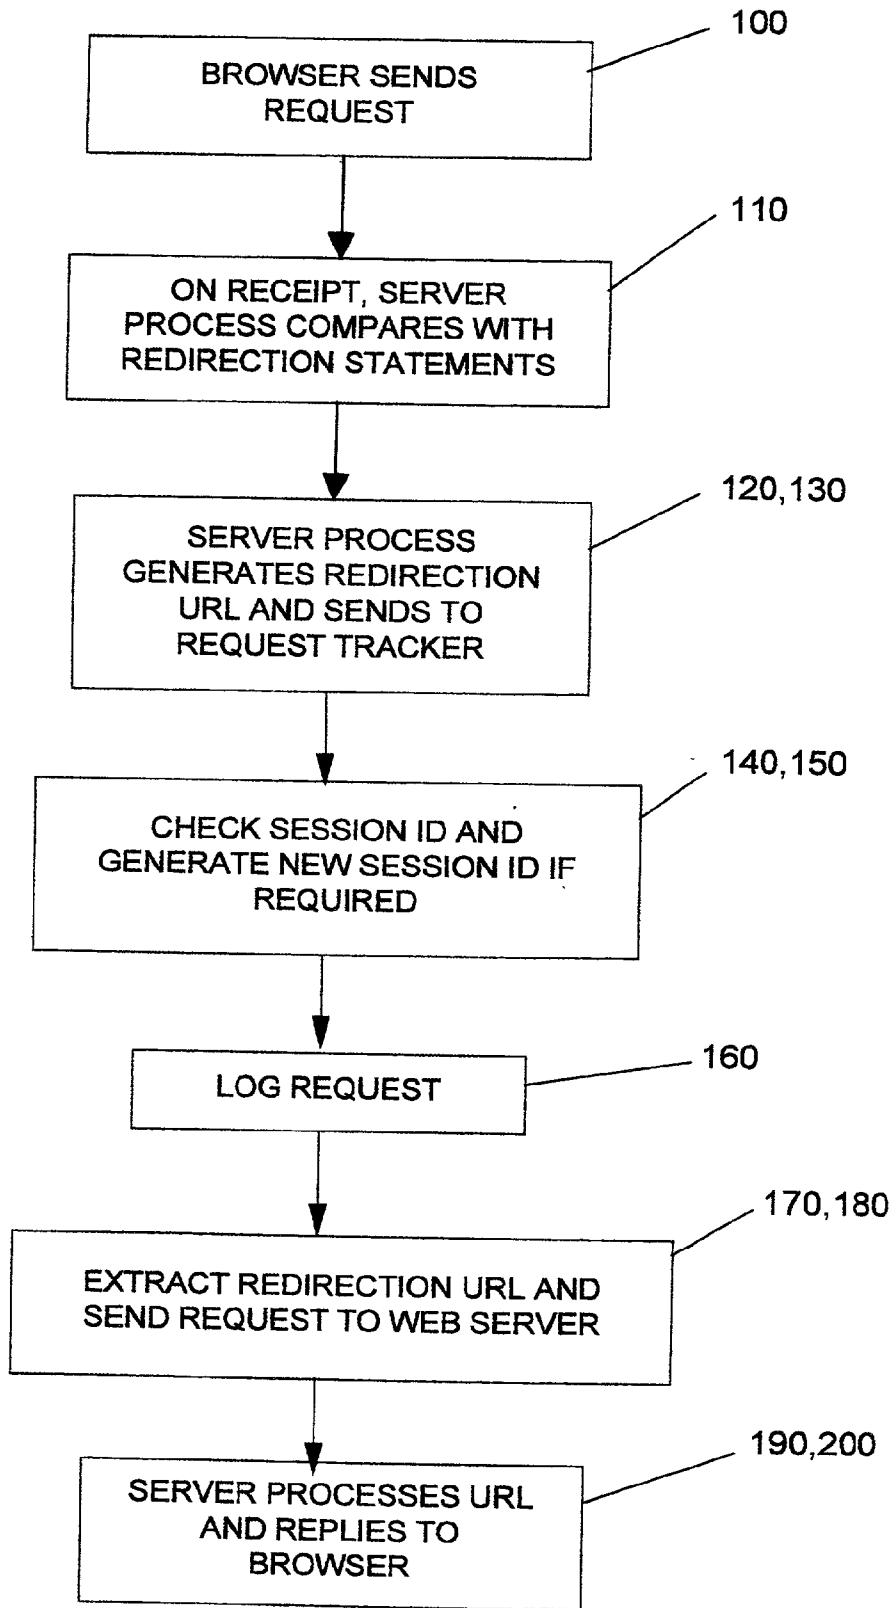 100
BROWSER SENDS
REQUEST
110
ON RECEIPT, SERVER
PROCESS COMPARES WITH
REDIRECTION STATEMENTS
120,130
SERVER PROCESS
GENERATES REDIRECTION
URL AND SENDS TO
REQUEST TRACKER
140,150
CHECK SESSION ID AND
GENERATE NEW SESSION ID IF
REQUIRED
160
LOG REQUEST
170,180
EXTRACT REDIRECTION URL AND
SEND REQUEST TO WEB SERVER
190,200
SERVER PROCESSES URL
AND REPLIES TO
BROWSER